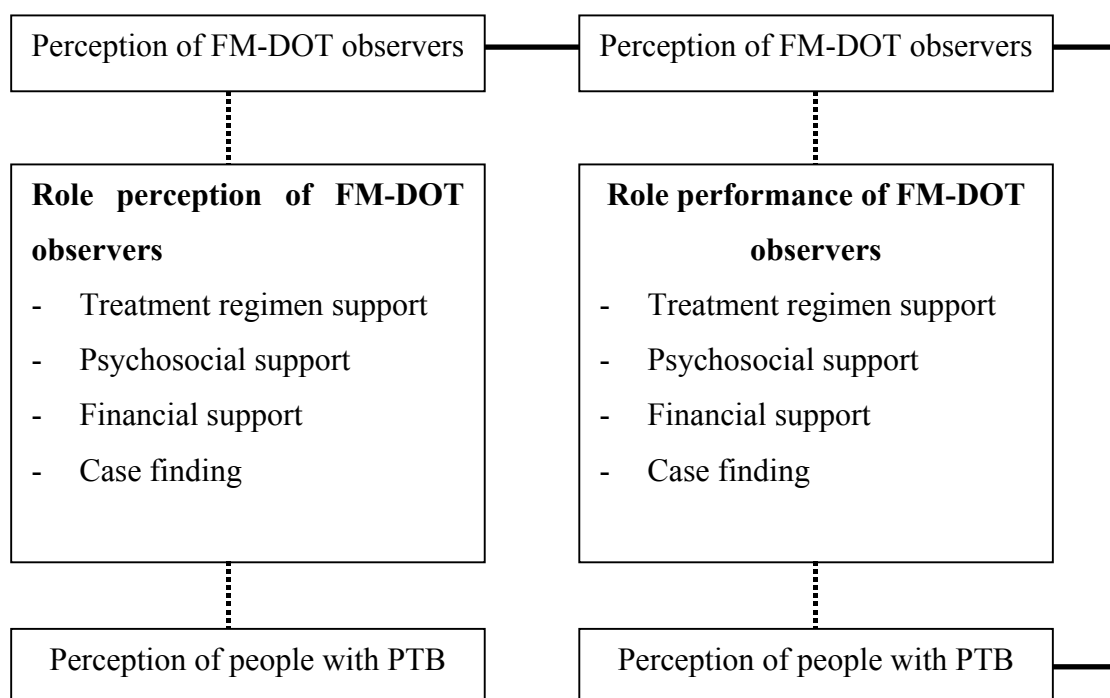 Perception of FM-DOT observers
Perception of FM-DOT observers
Role perception of FM-DOT
observers
- Treatment regimen support
- Psychosocial support
- Financial support
- Case finding
Role performance of FM-DOT
observers
- Treatment regimen support
- Psychosocial support
- Financial support
- Case finding
Perception of people with PTB
Perception of people with PTB